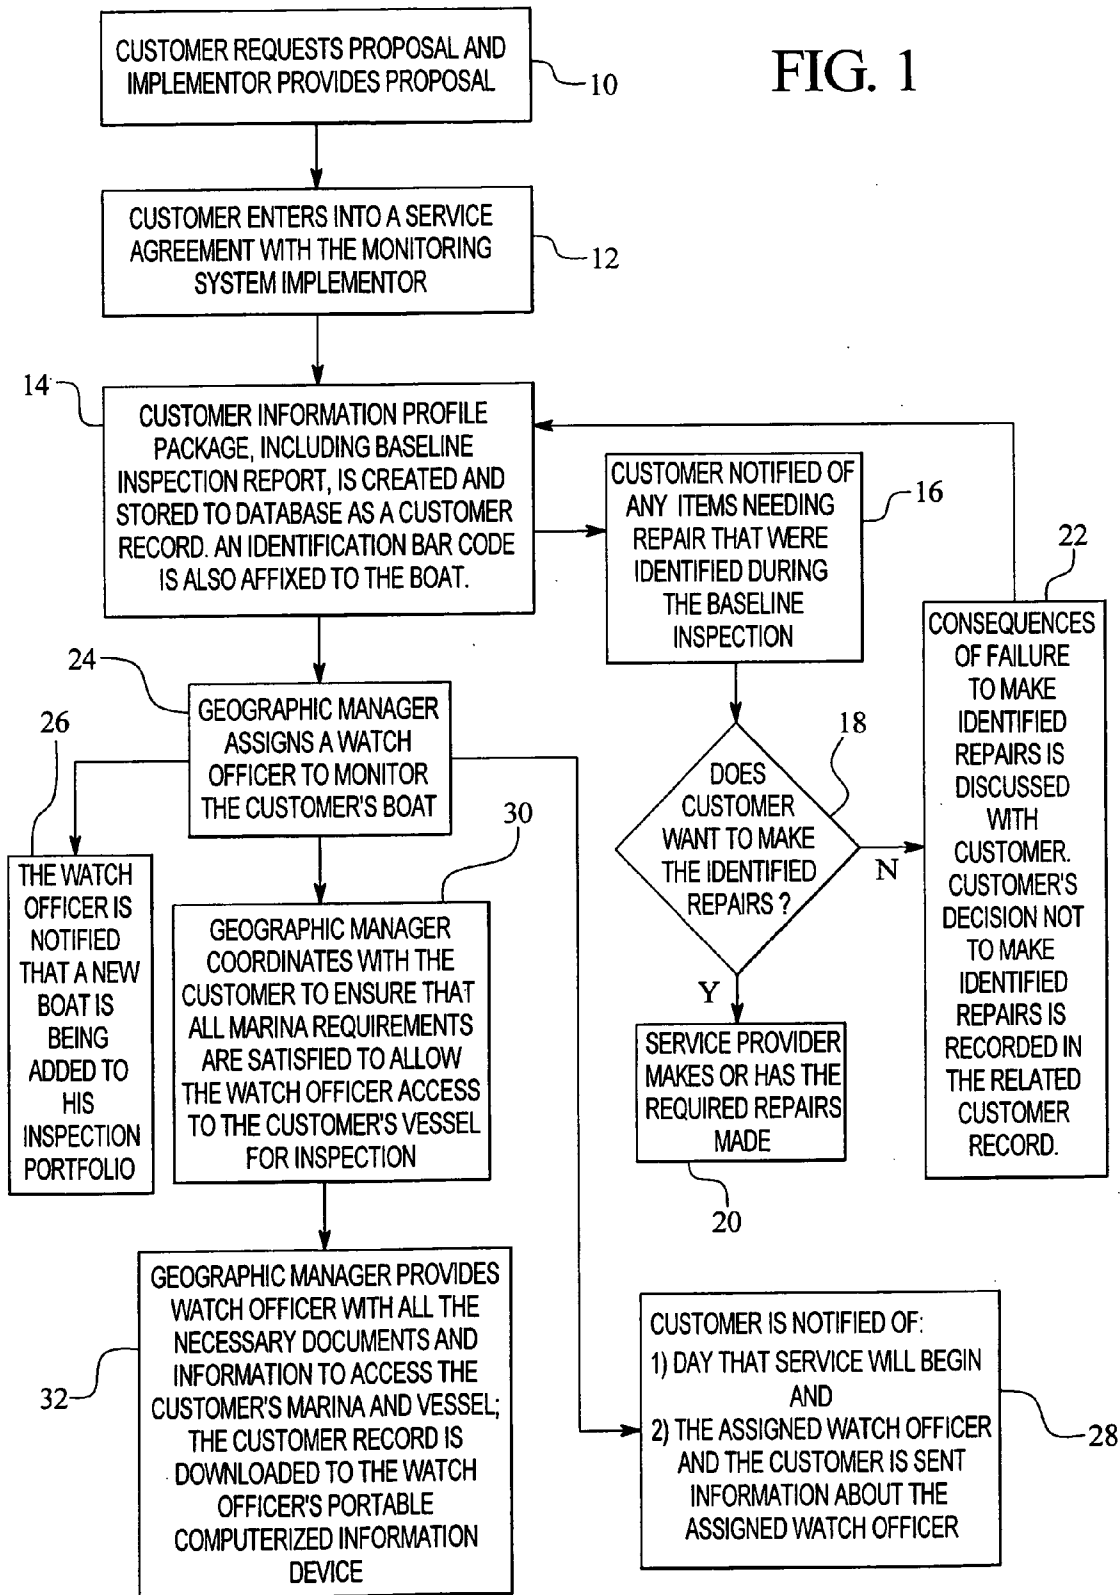 FIG. 1
CUSTOMER REQUESTS PROPOSAL AND
IMPLEMENTOR PROVIDES PROPOSAL
10
CUSTOMER ENTERS INTO A SERVICE
AGREEMENT WITH THE MONITORING
SYSTEM IMPLEMENTOR
12
14
CUSTOMER INFORMATION PROFILE
PACKAGE, INCLUDING BASELINE
INSPECTION REPORT, IS CREATED AND
STORED TO DATABASE AS A CUSTOMER
RECORD. AN IDENTIFICATION BAR CODE
IS ALSO AFFIXED TO THE BOAT.
CUSTOMER NOTIFIED OF
ANY ITEMS NEEDING
REPAIR THAT WERE
IDENTIFIED DURING
THE BASELINE
INSPECTION
16
DOES
CUSTOMER
WANT TO MAKE
THE IDENTIFIED
REPAIRS ?
18
N
Y
SERVICE PROVIDER
MAKES OR HAS THE
REQUIRED REPAIRS
MADE
20
22
CONSEQUENCES
OF FAILURE
TO MAKE
IDENTIFIED
REPAIRS IS
DISCUSSED
WITH
CUSTOMER.
CUSTOMER'S
DECISION NOT
TO MAKE
IDENTIFIED
REPAIRS IS
RECORDED IN
THE RELATED
CUSTOMER
RECORD.
24
GEOGRAPHIC MANAGER
ASSIGNS A WATCH
OFFICER TO MONITOR
THE CUSTOMER'S BOAT
26
THE WATCH
OFFICER IS
NOTIFIED
THAT A NEW
BOAT IS
BEING
ADDED TO
HIS
INSPECTION
PORTFOLIO
30
GEOGRAPHIC MANAGER
COORDINATES WITH THE
CUSTOMER TO ENSURE THAT
ALL MARINA REQUIREMENTS
ARE SATISFIED TO ALLOW
THE WATCH OFFICER ACCESS
TO THE CUSTOMER'S VESSEL
FOR INSPECTION
32
GEOGRAPHIC MANAGER PROVIDES
WATCH OFFICER WITH ALL THE
NECESSARY DOCUMENTS AND
INFORMATION TO ACCESS THE
CUSTOMER'S MARINA AND VESSEL;
THE CUSTOMER RECORD IS
DOWNLOADED TO THE WATCH
OFFICER'S PORTABLE
COMPUTERIZED INFORMATION
DEVICE
CUSTOMER IS NOTIFIED OF:
1) DAY THAT SERVICE WILL BEGIN
AND
2) THE ASSIGNED WATCH OFFICER
AND THE CUSTOMER IS SENT
INFORMATION ABOUT THE
ASSIGNED WATCH OFFICER
28